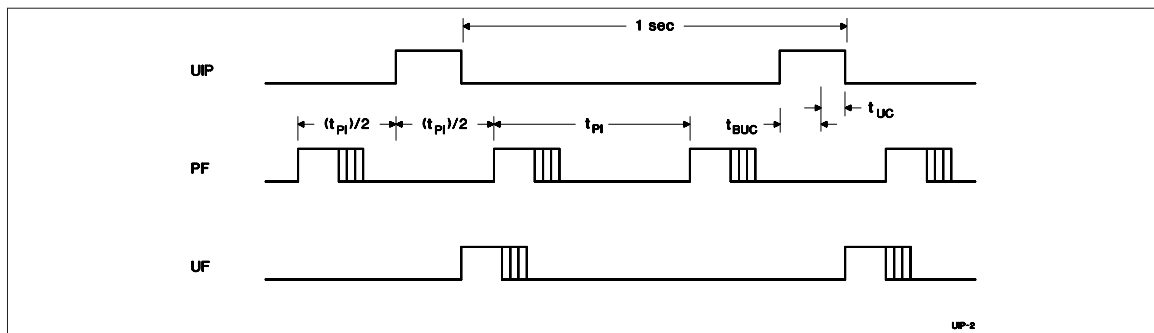 1 sec
UIP
(tPI)/2 (tPI)/2 tPI tBUC tUC
PF
UF
UIP-2